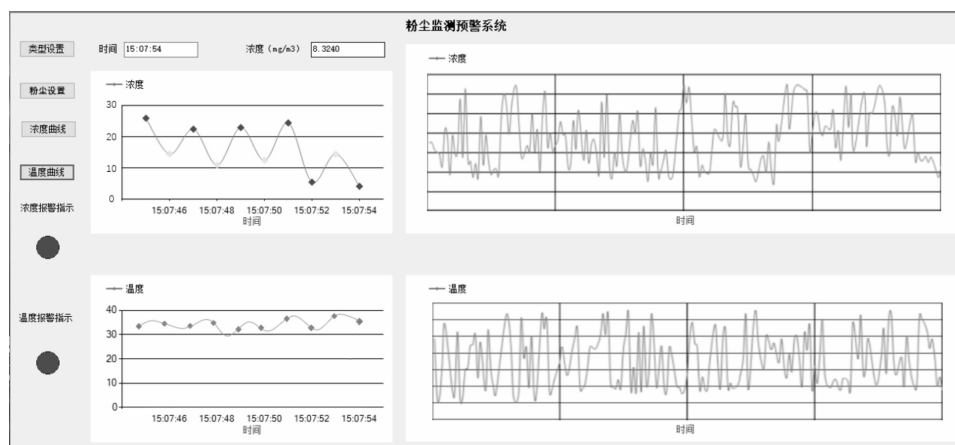 粉尘监测预警系统
类型设置
时间 15:07:54 浓度（ng/m3） 8.3240
粉尘设置
浓度曲线
温度曲线
浓度报警指示
温度报警指示
浓度
30
20
10
0
15:07:46 15:07:48 15:07:50 15:07:52 15:07:54
时间
浓度
时间
温度
40
30
20
10
0
15:07:46 15:07:48 15:07:50 15:07:52 15:07:54
时间
温度
时间